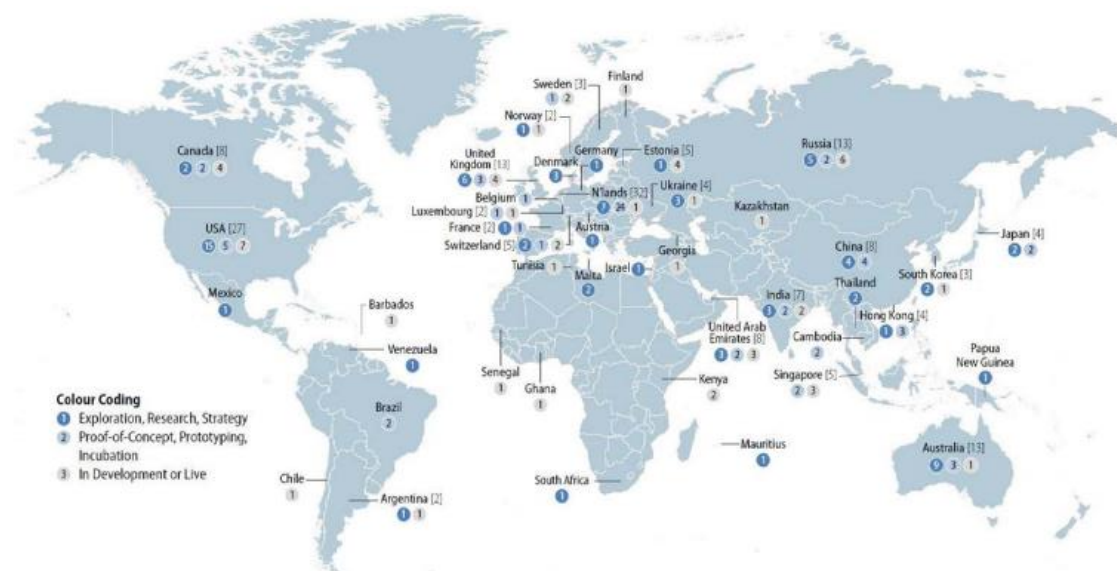 Finland
1
Sweden [3]
1 2
Norway [2]
1 1
Canada [8]
2 2 4
United
Kingdom [13]
6 3 4
Denmark
3
Germany
1
Estonia [5]
1 4
Russia [13]
5 2 6
Belgium 1
N'lands [32]
7 24 1
Ukraine [4]
3 1
Luxembourg [2] 1 1
Kazakhstan
1
France [2] 1 1
Austria
1
USA [27]
15 5 7
Switzerland [5] 2 1 2
Georgia
1
Japan [4]
2 2
China [8]
4 4
Tunisia 1
Malta
2
Israel 1
South Korea [3]
2 1
Mexico
1
India [7]
3 2 2
Thailand
2
Barbados
1
Hong Kong [4]
1 3
United Arab
Emirates [8]
3 2 3
Cambodia
2
Venezuela
1
Senegal
1
Ghana
1
Kenya
2
Singapore [5]
2 3
Papua
New Guinea
1
Brazil
2
Mauritius
1
Australia [13]
9 3 1
Chile
1
Argentina [2]
1 1
South Africa
1
Colour Coding
1 Exploration, Research, Strategy
2 Proof-of-Concept, Prototyping,
Incubation
3 In Development or Live